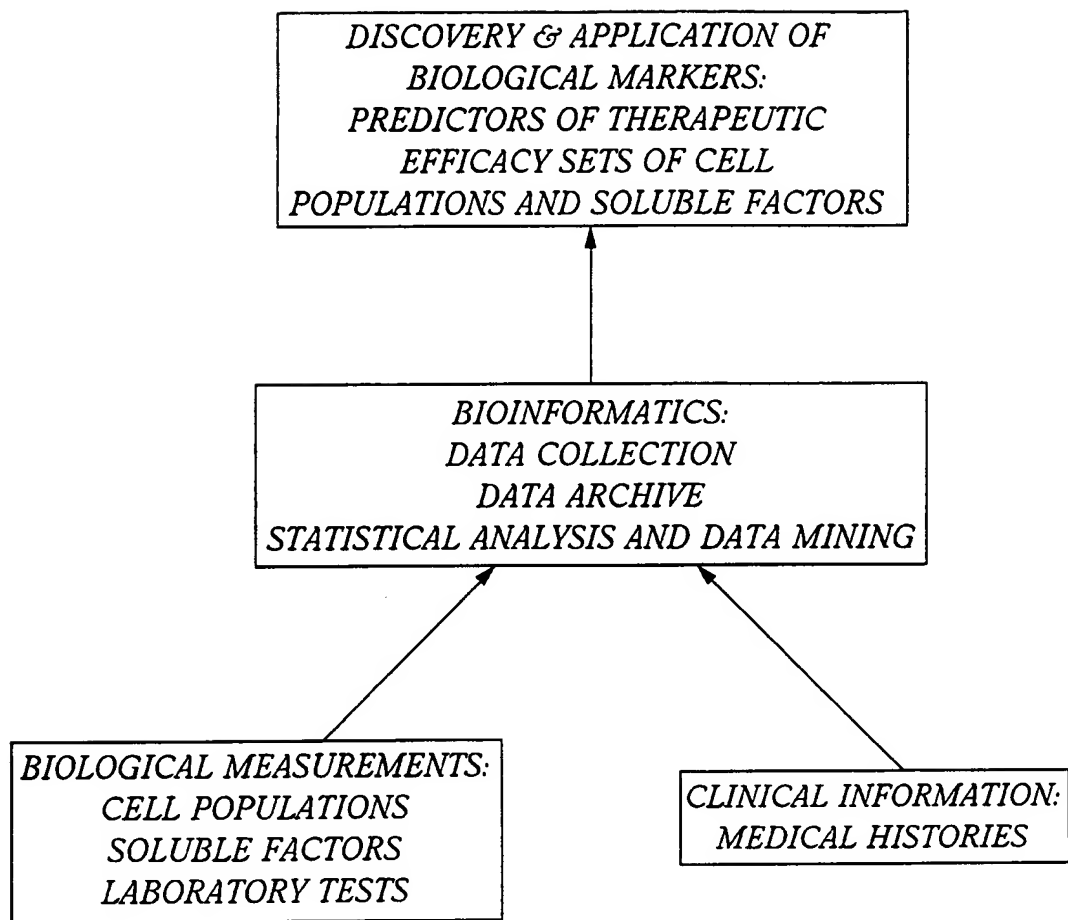 DISCOVERY & APPLICATION OF
BIOLOGICAL MARKERS:
PREDICTORS OF THERAPEUTIC
EFFICACY SETS OF CELL
POPULATIONS AND SOLUBLE FACTORS
BIOINFORMATICS:
DATA COLLECTION
DATA ARCHIVE
STATISTICAL ANALYSIS AND DATA MINING
BIOLOGICAL MEASUREMENTS:
CELL POPULATIONS
SOLUBLE FACTORS
LABORATORY TESTS
CLINICAL INFORMATION:
MEDICAL HISTORIES